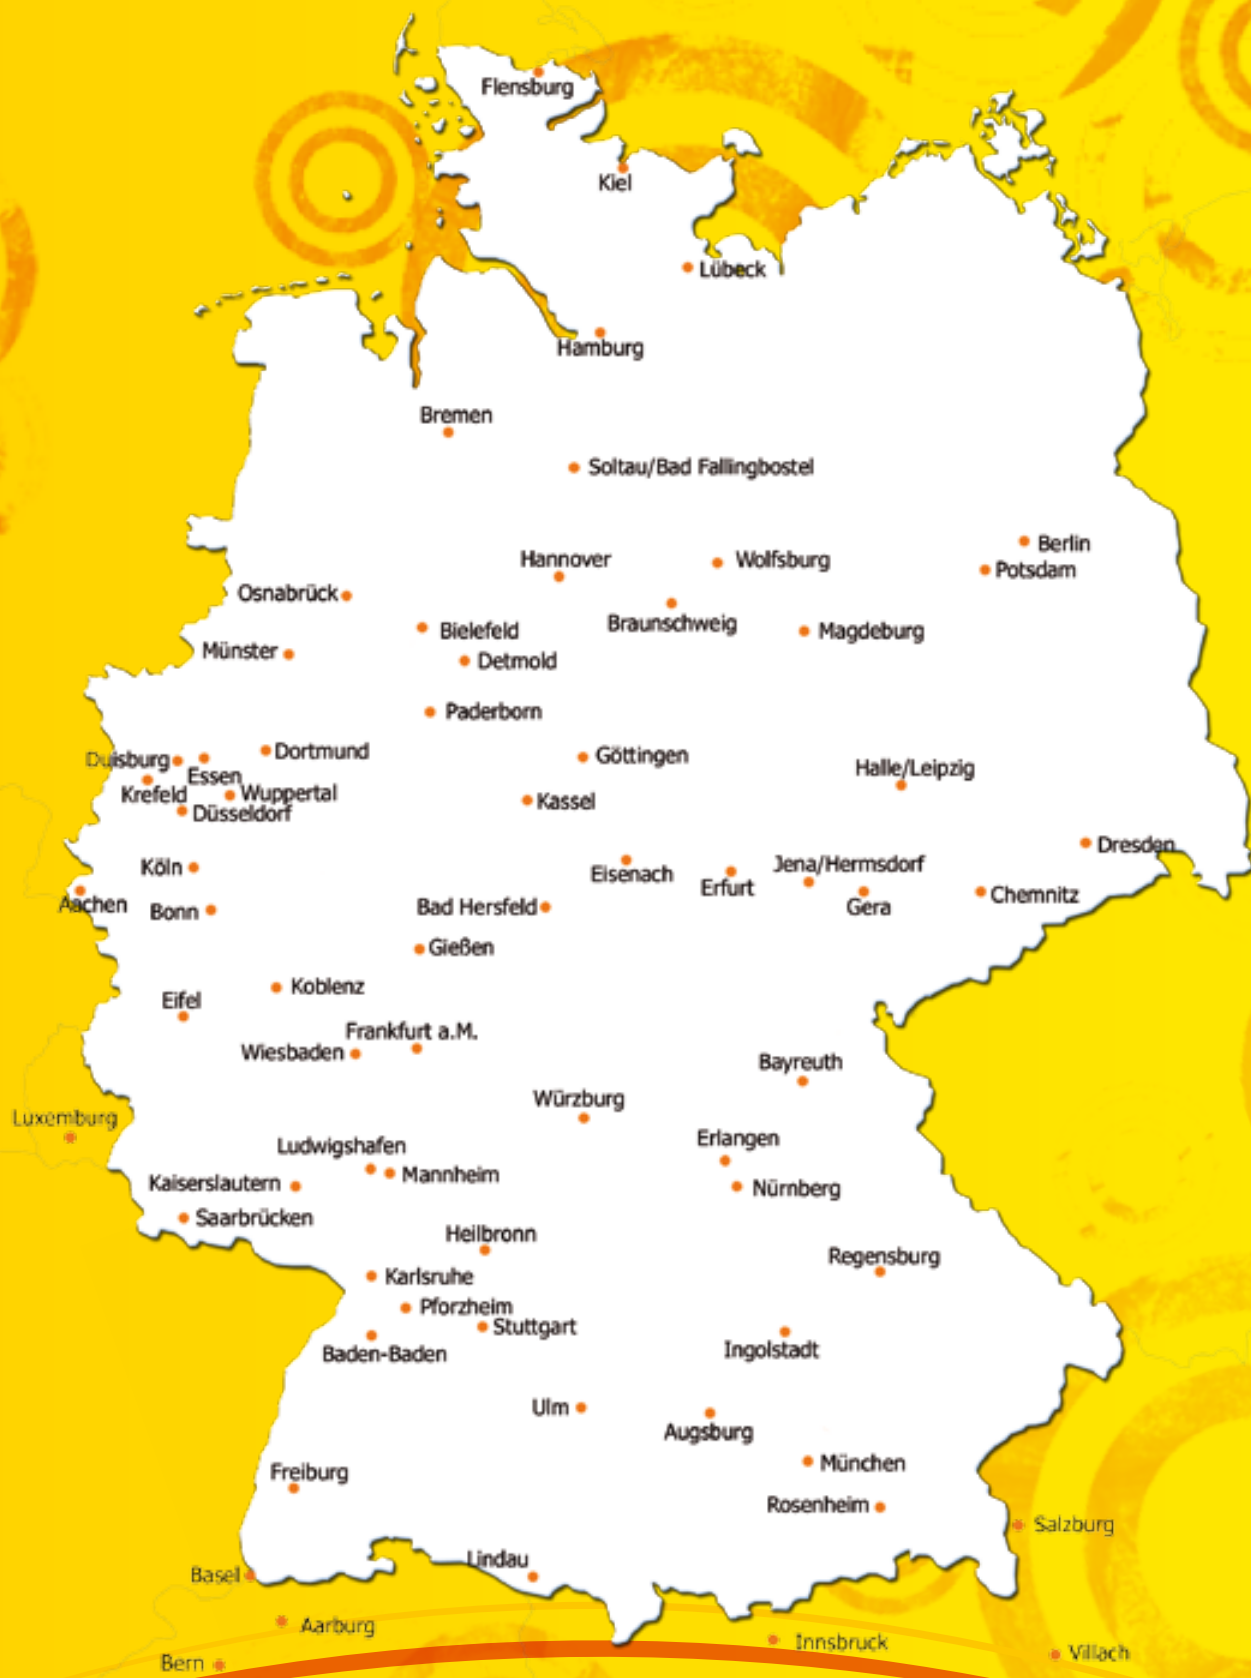 Flensburg
Kiel
Lübeck
Hamburg
Bremen
Soltau/Bad Fallingbostel
Berlin
Hannover
Wolfsburg
Potsdam
Osnabrück
Braunschweig
Bielefeld
Magdeburg
Münster
Detmold
Paderborn
Dortmund
Duisburg
Göttingen
Halle/Leipzig
Essen
Krefeld
Wuppertal
Kassel
Düsseldorf
Dresden
Köln
Jena/Hermsdorf
Eisenach
Erfurt
Chemnitz
Aachen
Bad Hersfeld
Gera
Bonn
Gießen
Koblenz
Eifel
Frankfurt a.M.
Wiesbaden
Bayreuth
Würzburg
Luxemburg
Erlangen
Ludwigshafen
Mannheim
Kaiserslautern
Nürnberg
Saarbrücken
Heilbronn
Regensburg
Karlsruhe
Pforzheim
Stuttgart
Ingolstadt
Baden-Baden
Ulm
Augsburg
München
Freiburg
Rosenheim
Salzburg
Lindau
Basel
Aarburg
Innsbruck
Villach
Bern